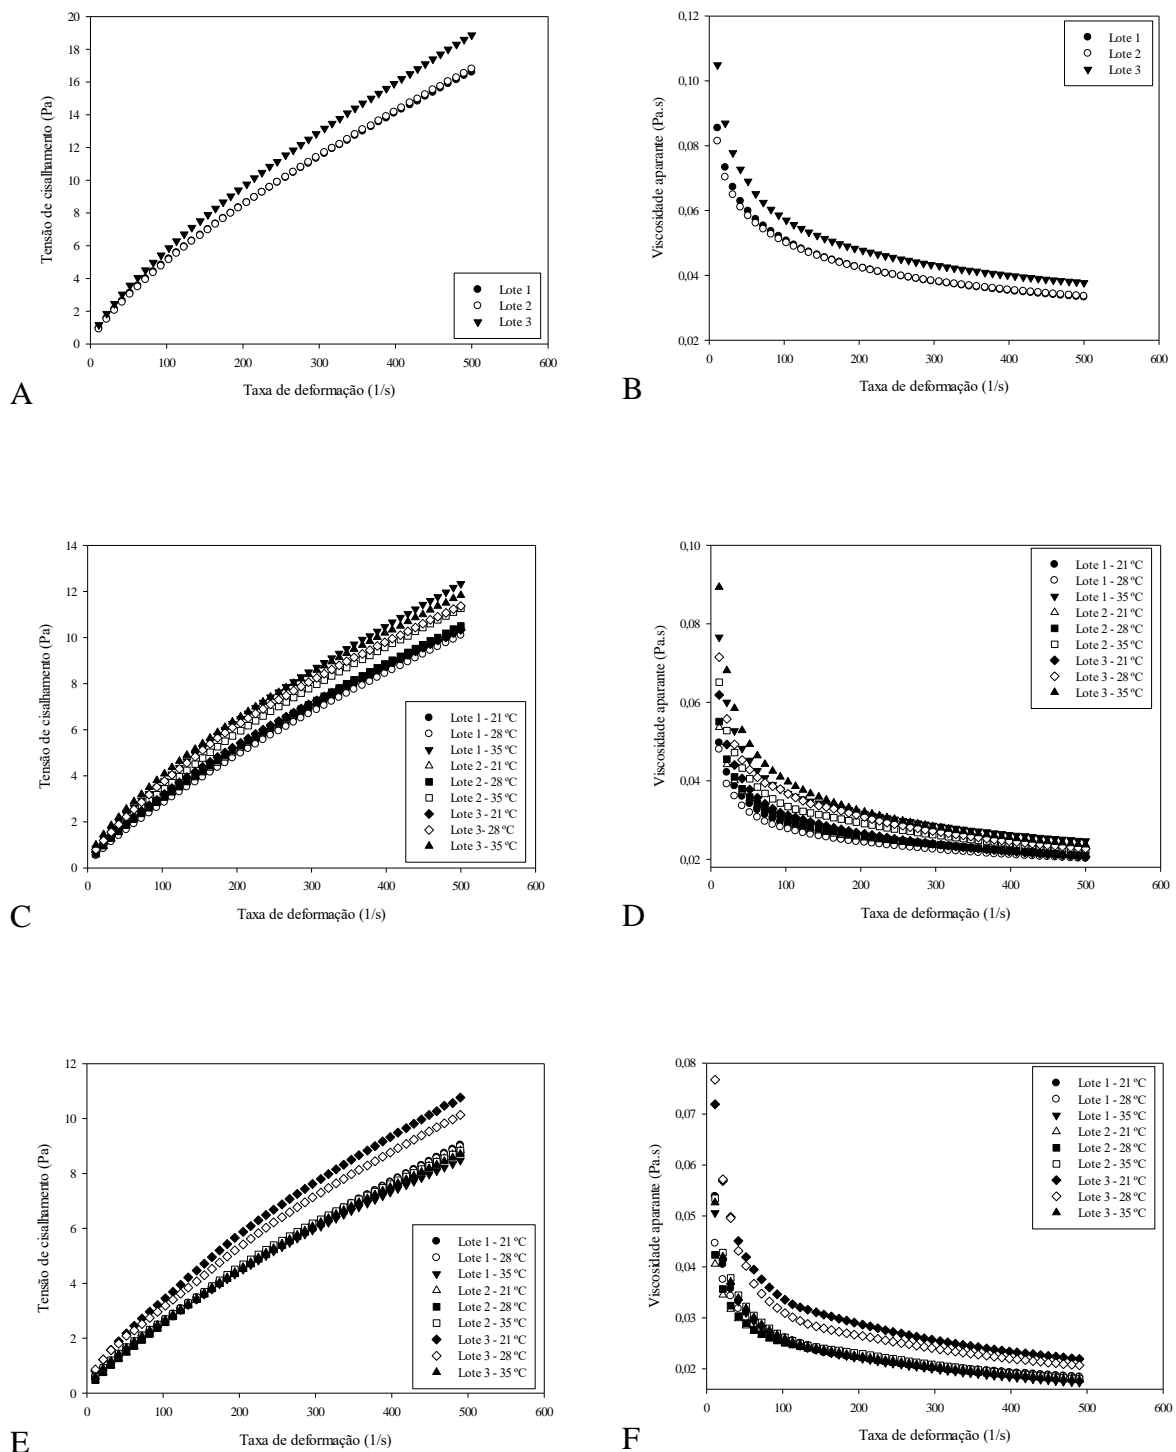 20
18
16
14
12
10
8
6
4
2
0
Tensão de cisalhamento (Pa)
Lote 1
Lote 2
Lote 3
0 100 200 300 400 500 600
Taxa de deformação (1/s)
A
0,12
0,10
0,08
0,06
0,04
0,02
Viscosidade aparante (Pa.s)
Lote 1
Lote 2
Lote 3
0 100 200 300 400 500 600
Taxa de deformação (1/s)
B
14
12
10
8
6
4
2
0
Tensão de cisalhamento (Pa)
Lote 1 - 21 ºC
Lote 1 - 28 ºC
Lote 1 - 35 ºC
Lote 2 - 21 ºC
Lote 2 - 28 ºC
Lote 2 - 35 ºC
Lote 3 - 21 ºC
Lote 3- 28 ºC
Lote 3 - 35 ºC
0 100 200 300 400 500 600
Taxa de deformação (1/s)
C
0,10
0,08
0,06
0,04
0,02
Viscosidade aparante (Pa.s)
Lote 1 - 21 ºC
Lote 1 - 28 ºC
Lote 1 - 35 ºC
Lote 2 - 21 ºC
Lote 2 - 28 ºC
Lote 2 - 35 ºC
Lote 3 - 21 ºC
Lote 3 - 28 ºC
Lote 3 - 35 ºC
0 100 200 300 400 500 600
Taxa de deformação (1/s)
D
12
10
8
6
4
2
0
Tensão de cisalhamento (Pa)
Lote 1 - 21 ºC
Lote 1 - 28 ºC
Lote 1 - 35 ºC
Lote 2 - 21 ºC
Lote 2 - 28 ºC
Lote 2 - 35 ºC
Lote 3 - 21 ºC
Lote 3 - 28 ºC
Lote 3 - 35 ºC
0 100 200 300 400 500 600
Taxa de deformação (1/s)
E
0,08
0,07
0,06
0,05
0,04
0,03
0,02
Viscosidade aparante (Pa.s)
Lote 1 - 21 ºC
Lote 1 - 28 ºC
Lote 1 - 35 ºC
Lote 2 - 21 ºC
Lote 2 - 28 ºC
Lote 2 - 35 ºC
Lote 3 - 21 ºC
Lote 3 - 28 ºC
Lote 3 - 35 ºC
0 100 200 300 400 500 600
Taxa de deformação (1/s)
F